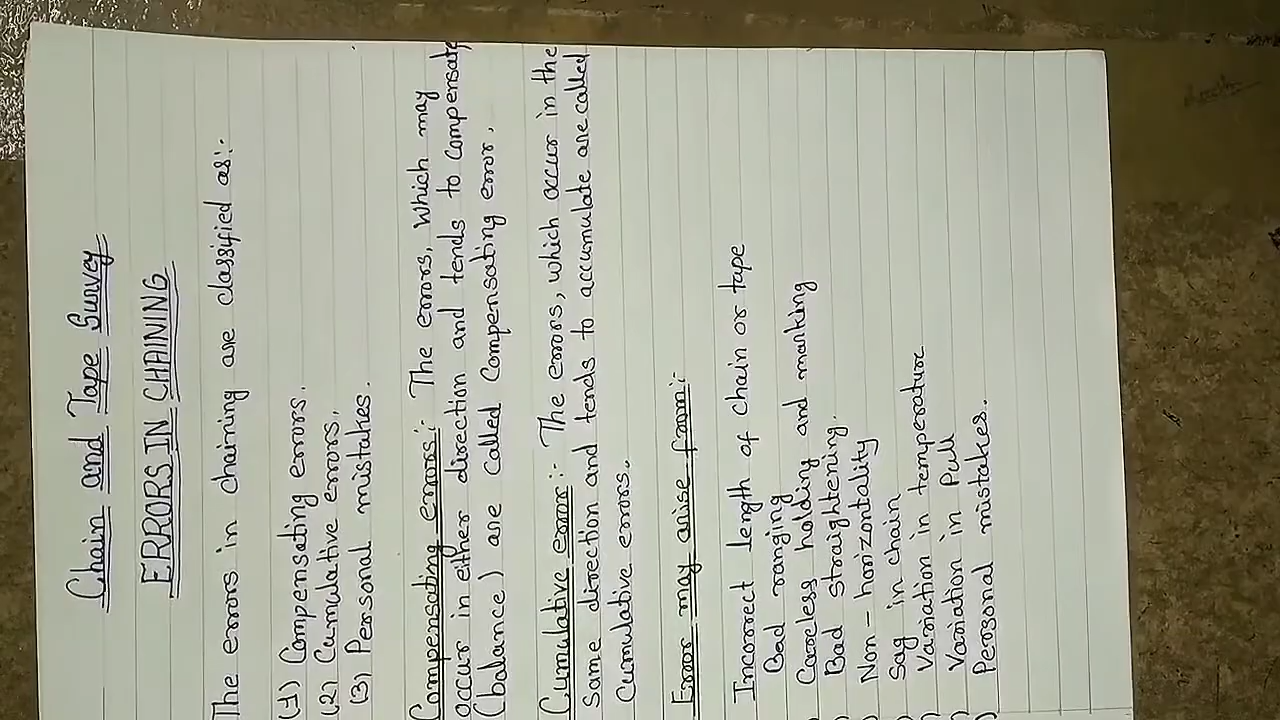 Chain and Tape Survey
ERRORS IN CHAINING
The errors in chaining are classified as:-
(1) Compensating errors.
(2) Cumulative errors.
(3) Personal mistakes.
Compensating errors:- The errors, which may
occur in either direction and tends to compensate
(balance) are called Compensating error.
Cumulative error:- The errors, which occur in the
Same direction and tends to accumulate are called
Cumulative errors.
Error may arise from:-
Incorrect length of chain or tape
Bad ranging
Careless holding and marking
Bad straightening.
Non-horizontality
Sag in chain
Variation in temperature
Variation in Pull
Personal mistakes.